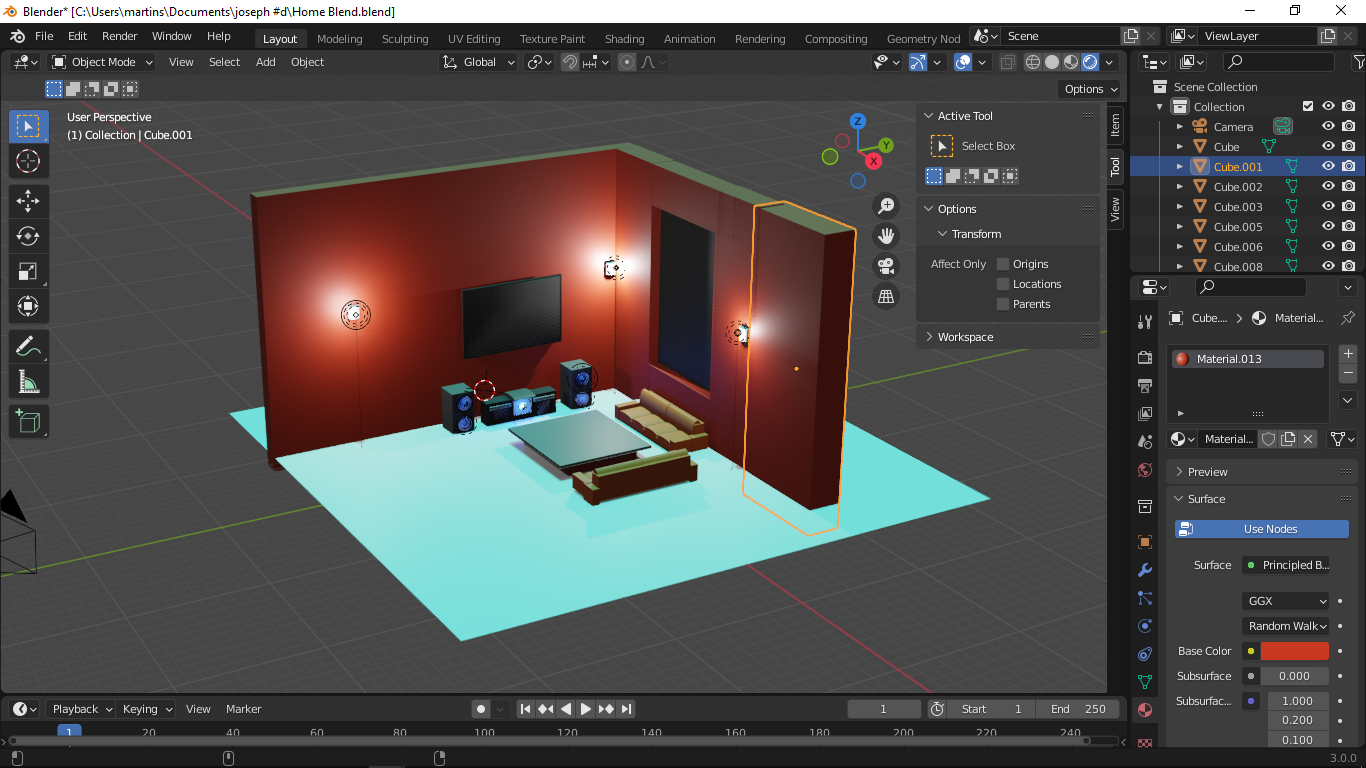 Blender* [C:\Users\martins\Documents\joseph #d\Home Blend.blend]
File Edit Render Window Help Layout Modeling Sculpting UV Editing Texture Paint Shading Animation Rendering Compositing Geometry Nod Scene ViewLayer
Object Mode View Select Add Object Global
Options
User Perspective
(1) Collection | Cube.001
Z
Y
X
Active Tool
Select Box
Options
Transform
Affect Only Origins
Locations
Parents
Workspace
Item
Tool
View
Scene Collection
Collection
Camera
Cube
Cube.001
Cube.002
Cube.003
Cube.005
Cube.006
Cube.008
Cube.... Material...
Material.013
Material...
Preview
Surface
Use Nodes
Surface Principled B...
GGX
Random Walk
Base Color
Subsurface 0.000
Subsurfac... 1.000
0.200
0.100
Playback Keying View Marker 1 Start 1 End 250
1 20 40 60 80 100 120 140 160 180 200 220 240
3.0.0